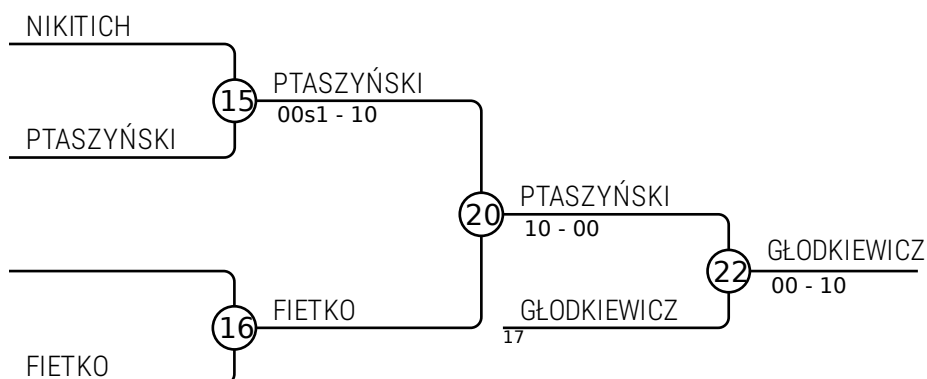 NIKITICH
15
PTASZYŃSKI
00s1 - 10
PTASZYŃSKI
20
PTASZYŃSKI
10 - 00
22
GŁODKIEWICZ
00 - 10
16
FIETKO
GŁODKIEWICZ
17
FIETKO